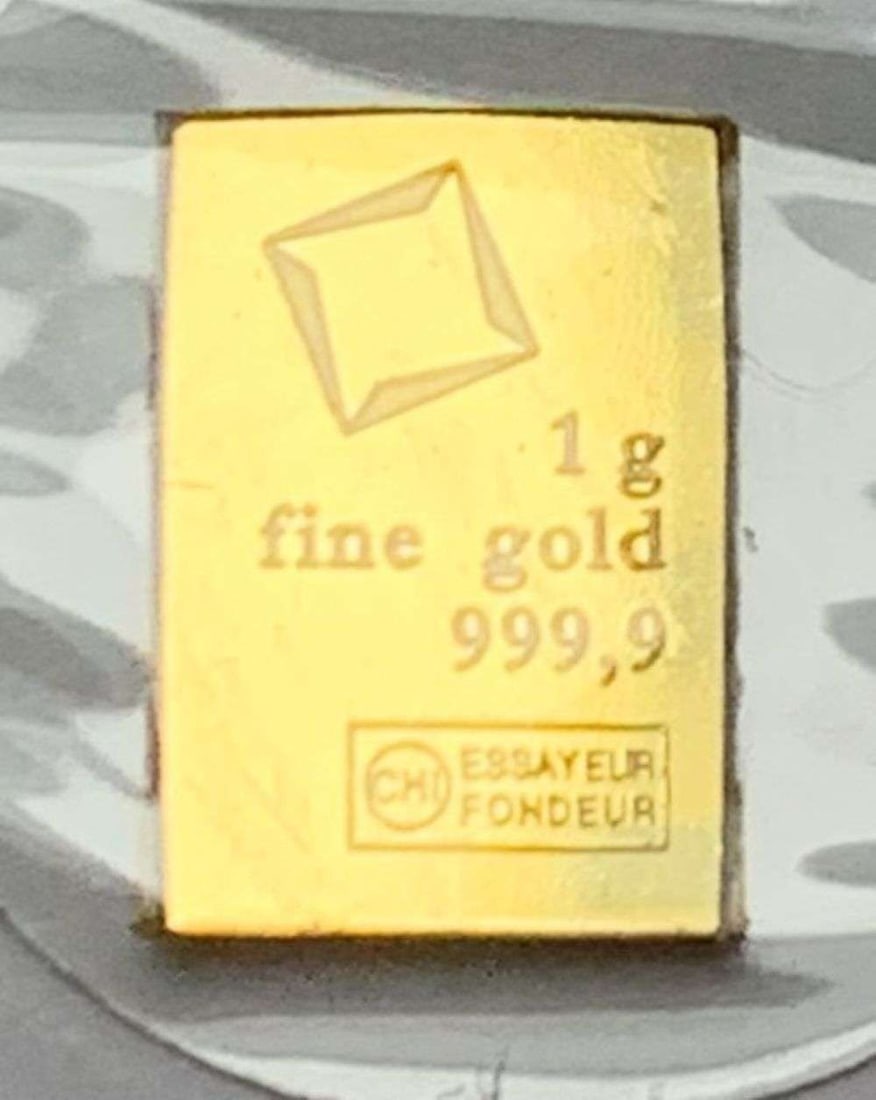 1 g
fine gold
999,9
CHI
ESSAYEUR
FONDEUR